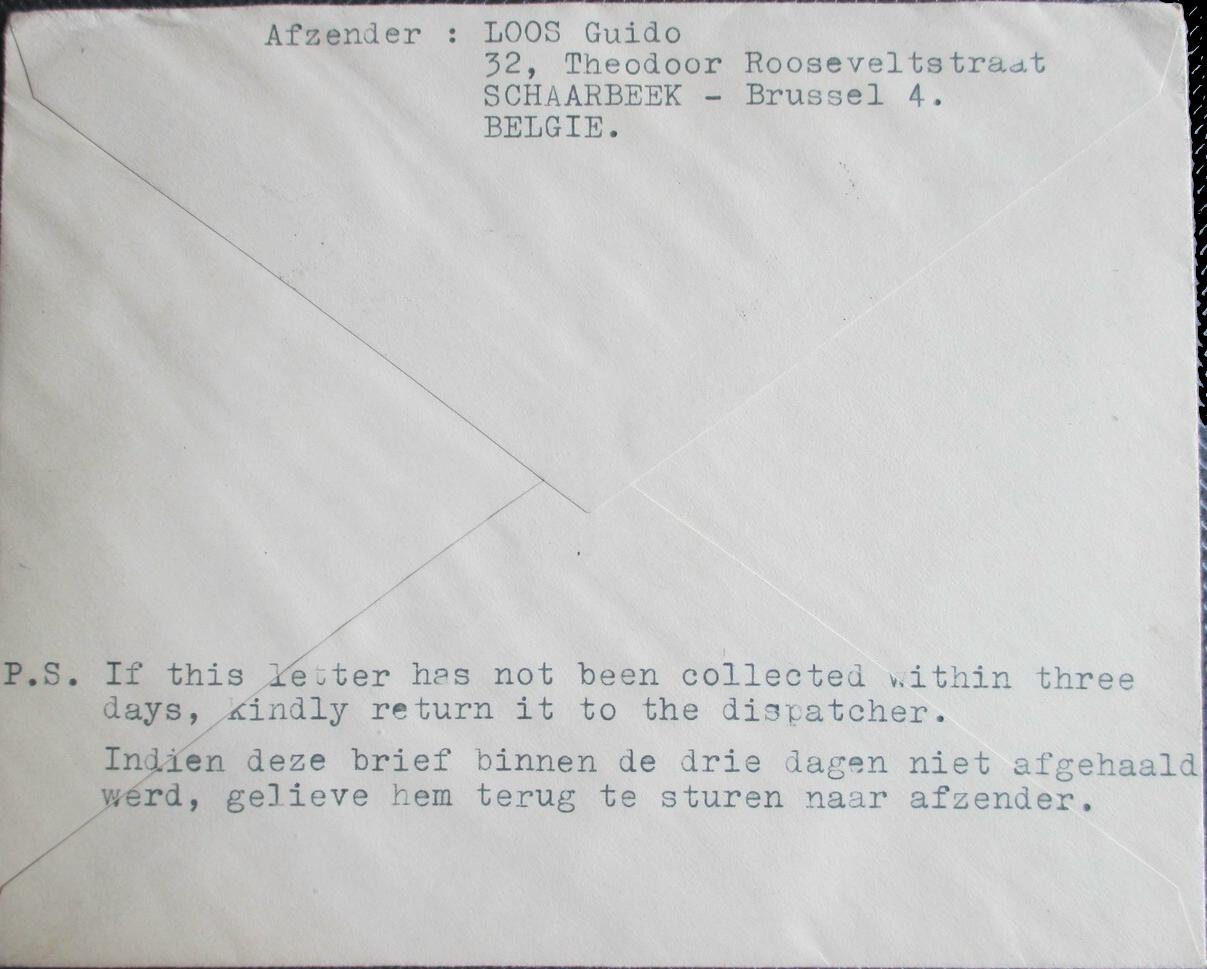 Afzender : LOOS Guido
32, Theodoor Rooseveltstraat
SCHAARBEEK - Brussel 4.
BELGIE.
P.S. If this letter has not been collected within three
days, kindly return it to the dispatcher.
Indien deze brief binnen de drie dagen niet afgehaald
werd, gelieve hem terug te sturen naar afzender.